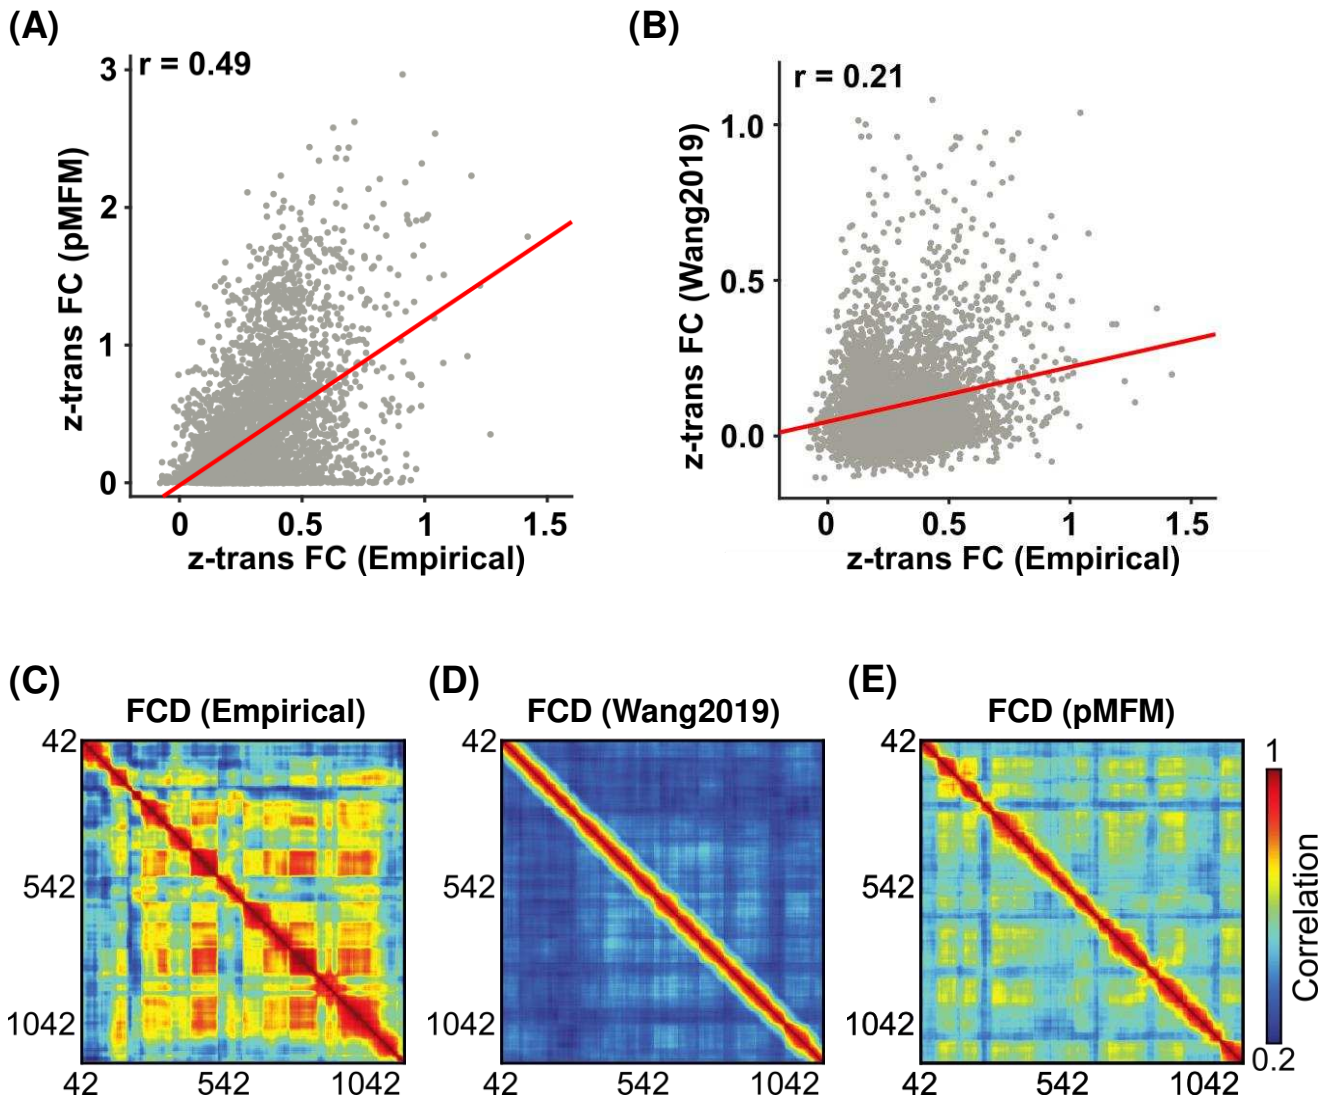 (A)
r = 0.49
3
2
1
0
z-trans FC (pMFM)
0 0.5 1 1.5
z-trans FC (Empirical)
(B)
r = 0.21
1.0
0.5
0.0
z-trans FC (Wang2019)
0 0.5 1 1.5
z-trans FC (Empirical)
(C)
FCD (Empirical)
42
542
1042
42 542 1042
(D)
FCD (Wang2019)
42
542
1042
42 542 1042
(E)
FCD (pMFM)
42
542
1042
42 542 1042
1
Correlation
0.2